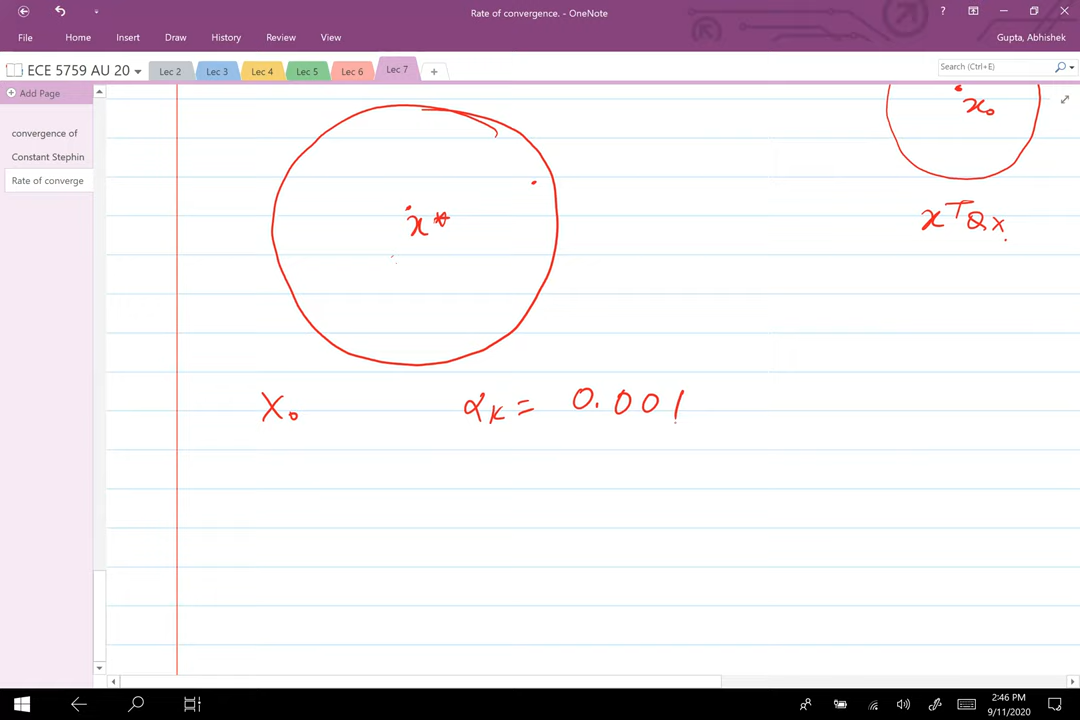 Rate of convergence. - OneNote
?
File Home Insert Draw History Review View
Gupta, Abhishek
ECE 5759 AU 20
Lec 2 Lec 3 Lec 4 Lec 5 Lec 6 Lec 7 +
Search (Ctrl+E)
Add Page
convergence of
Constant Stephin
Rate of converge
x₀
x*
xᵀQx
x₀ αₖ = 0.001
2:46 PM
9/11/2020